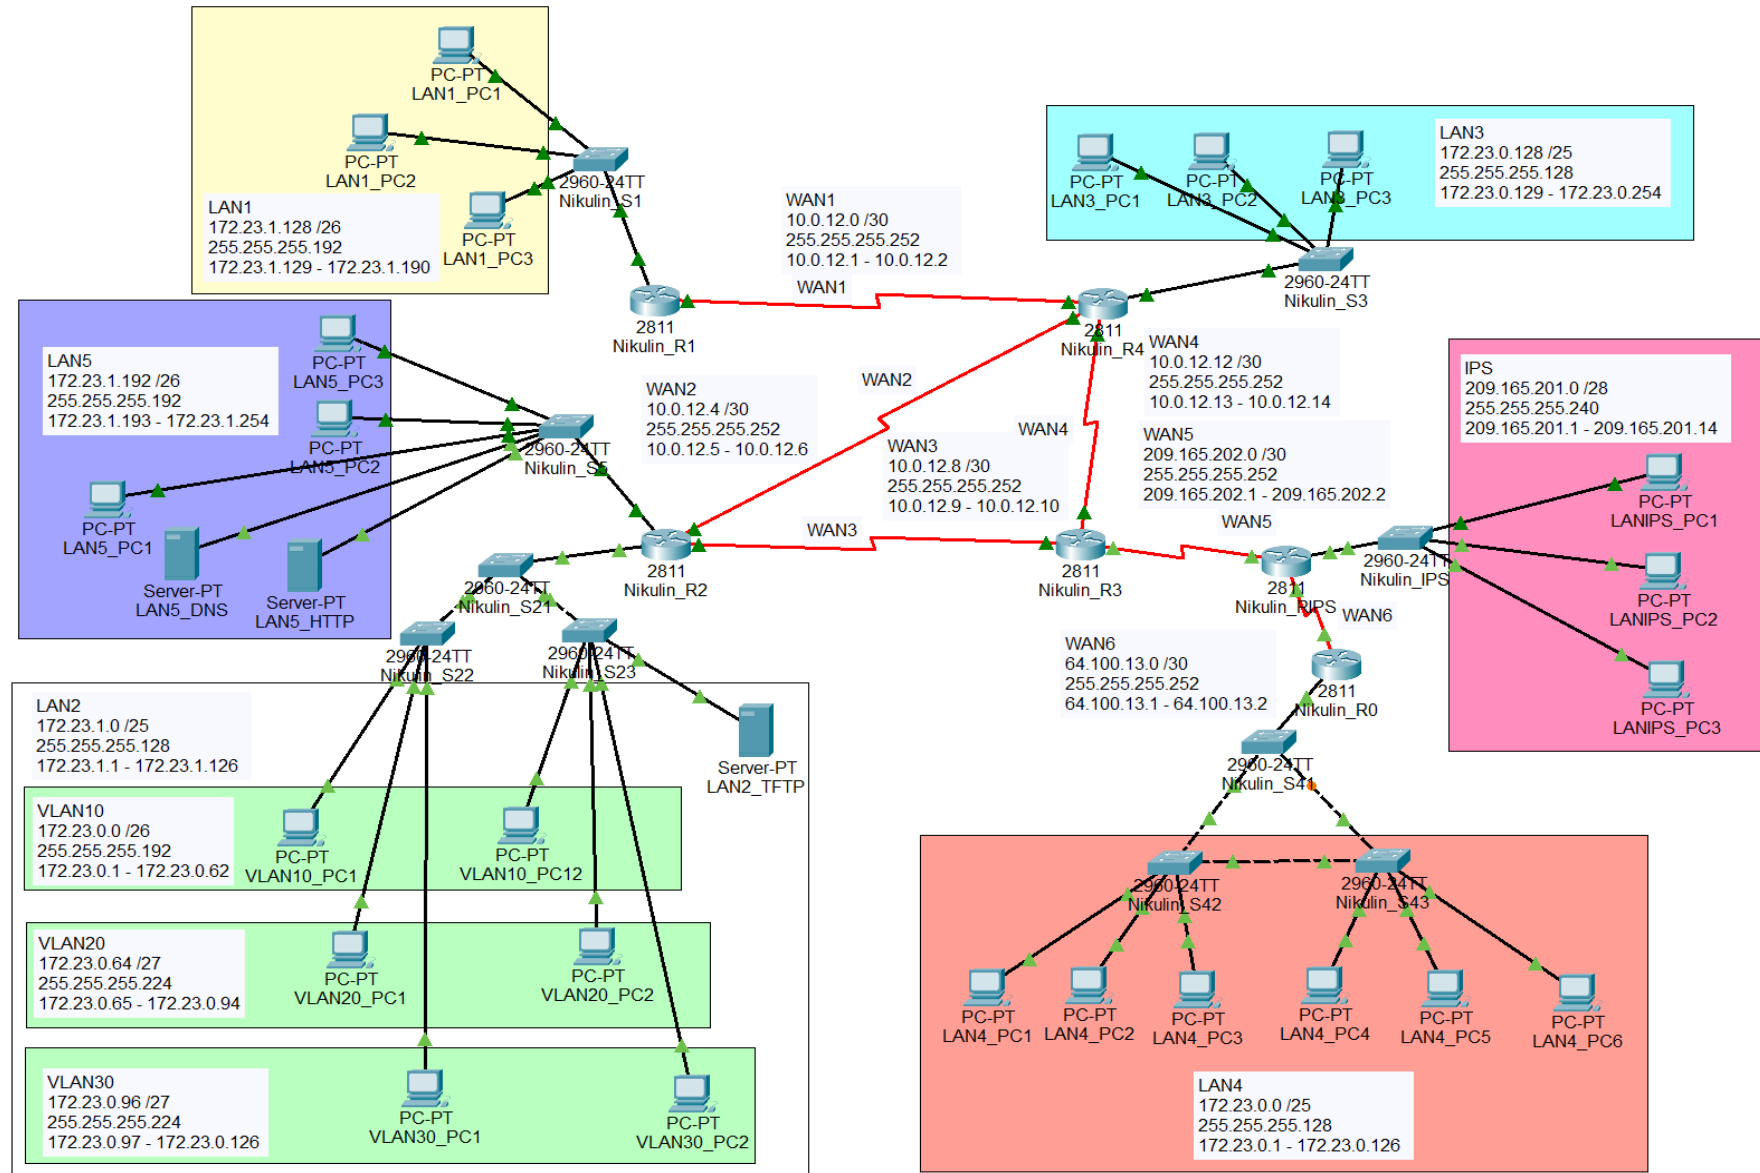 PC-PT
LAN1_PC1
PC-PT
LAN1_PC2
PC-PT
LAN1_PC3
LAN1
172.23.1.128 /26
255.255.255.192
172.23.1.129 - 172.23.1.190
2960-24TT
Nikulin_S1
2811
Nikulin_R1
WAN1
10.0.12.0 /30
255.255.255.252
10.0.12.1 - 10.0.12.2
WAN1
PC-PT
LAN3_PC1
PC-PT
LAN3_PC2
PC-PT
LAN3_PC3
LAN3
172.23.0.128 /25
255.255.255.128
172.23.0.129 - 172.23.0.254
2960-24TT
Nikulin_S3
2811
Nikulin_R4
LAN5
172.23.1.192 /26
255.255.255.192
172.23.1.193 - 172.23.1.254
PC-PT
LAN5_PC3
PC-PT
LAN5_PC2
PC-PT
LAN5_PC1
Server-PT
LAN5_DNS
Server-PT
LAN5_HTTP
2960-24TT
Nikulin_S5
WAN2
10.0.12.4 /30
255.255.255.252
10.0.12.5 - 10.0.12.6
WAN2
WAN3
10.0.12.8 /30
255.255.255.252
10.0.12.9 - 10.0.12.10
WAN3
WAN4
10.0.12.12 /30
255.255.255.252
10.0.12.13 - 10.0.12.14
WAN4
WAN5
209.165.202.0 /30
255.255.255.252
209.165.202.1 - 209.165.202.2
WAN5
IPS
209.165.201.0 /28
255.255.255.240
209.165.201.1 - 209.165.201.14
PC-PT
LANIPS_PC1
PC-PT
LANIPS_PC2
PC-PT
LANIPS_PC3
2960-24TT
Nikulin_IPS
2811
Nikulin_R2
2811
Nikulin_R3
2811
Nikulin_RIPS
WAN6
WAN6
64.100.13.0 /30
255.255.255.252
64.100.13.1 - 64.100.13.2
2811
Nikulin_R0
2960-24TT
Nikulin_S21
2960-24TT
Nikulin_S22
2960-24TT
Nikulin_S23
LAN2
172.23.1.0 /25
255.255.255.128
172.23.1.1 - 172.23.1.126
Server-PT
LAN2_TFTP
VLAN10
172.23.0.0 /26
255.255.255.192
172.23.0.1 - 172.23.0.62
PC-PT
VLAN10_PC1
PC-PT
VLAN10_PC12
VLAN20
172.23.0.64 /27
255.255.255.224
172.23.0.65 - 172.23.0.94
PC-PT
VLAN20_PC1
PC-PT
VLAN20_PC2
VLAN30
172.23.0.96 /27
255.255.255.224
172.23.0.97 - 172.23.0.126
PC-PT
VLAN30_PC1
PC-PT
VLAN30_PC2
2960-24TT
Nikulin_S41
2960-24TT
Nikulin_S42
2960-24TT
Nikulin_S43
PC-PT
LAN4_PC1
PC-PT
LAN4_PC2
PC-PT
LAN4_PC3
PC-PT
LAN4_PC4
PC-PT
LAN4_PC5
PC-PT
LAN4_PC6
LAN4
172.23.0.0 /25
255.255.255.128
172.23.0.1 - 172.23.0.126